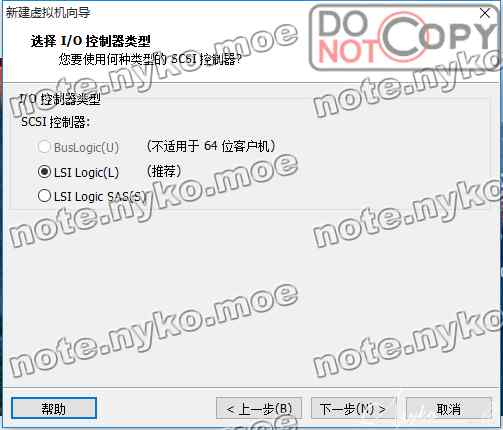 新建虚拟机向导
DO NOT COPY
选择 I/O 控制器类型
您要使用何种类型的 SCSI 控制器?
note.nyko.moe
note.nyko.moe
I/O 控制器类型
SCSI 控制器:
BusLogic(U) (不适用于 64 位客户机)
LSI Logic(L) (推荐)
LSI Logic SAS(S)
note.nyko.moe
note.nyko.moe
note.nyko.moe
note.nyko.moe
note.nyko.moe
帮助
< 上一步(B)
下一步(N) >
取消
note.nyko.moe